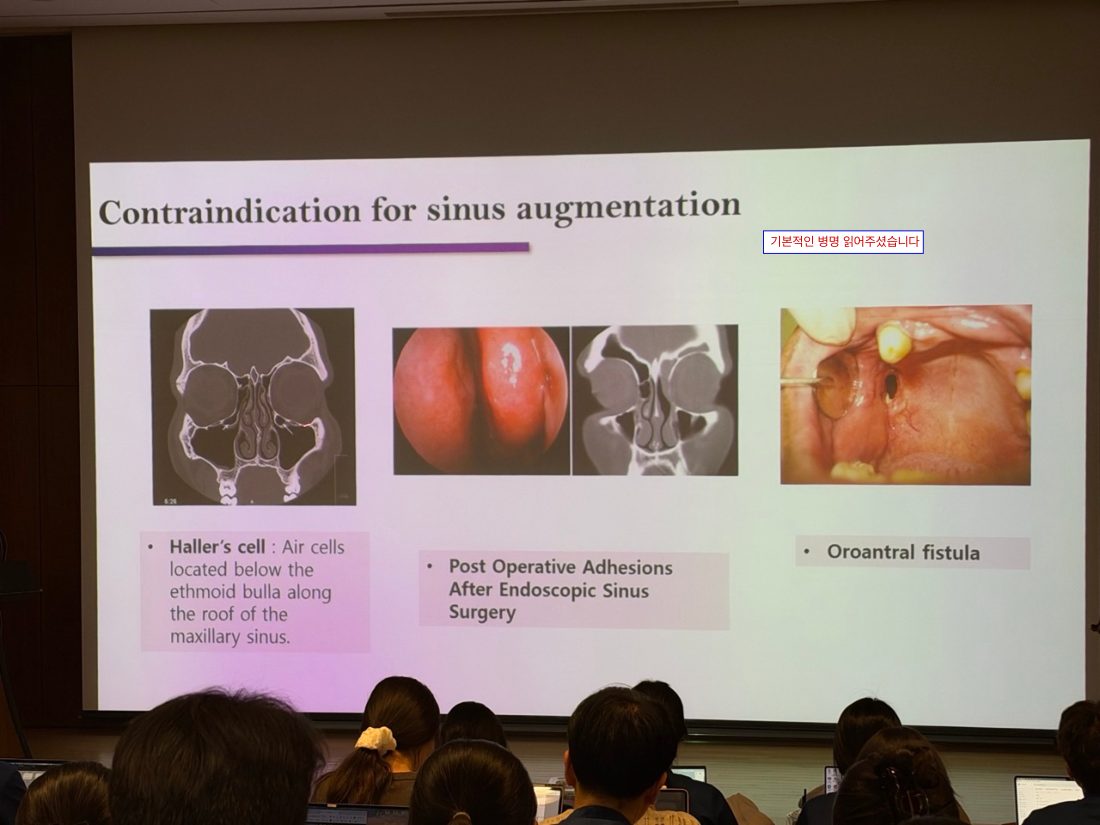 Contraindication for sinus augmentation
기본적인 병명 읽어주셨습니다
6:26
• Haller's cell : Air cells
located below the
ethmoid bulla along
the roof of the
maxillary sinus.
• Post Operative Adhesions
After Endoscopic Sinus
Surgery
• Oroantral fistula